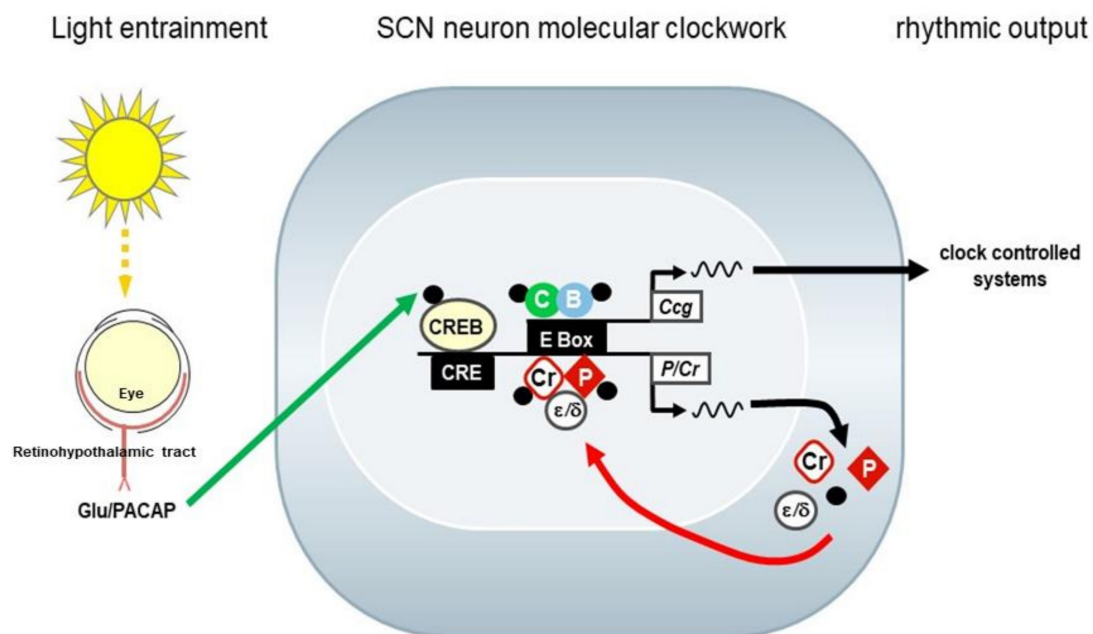 Light entrainment
SCN neuron molecular clockwork
rhythmic output
clock controlled
systems
C
B
Ccg
CREB
E Box
CRE
Cr
P
P/Cr
ε/δ
Eye
Retinohypothalamic tract
Cr
P
Glu/PACAP
ε/δ